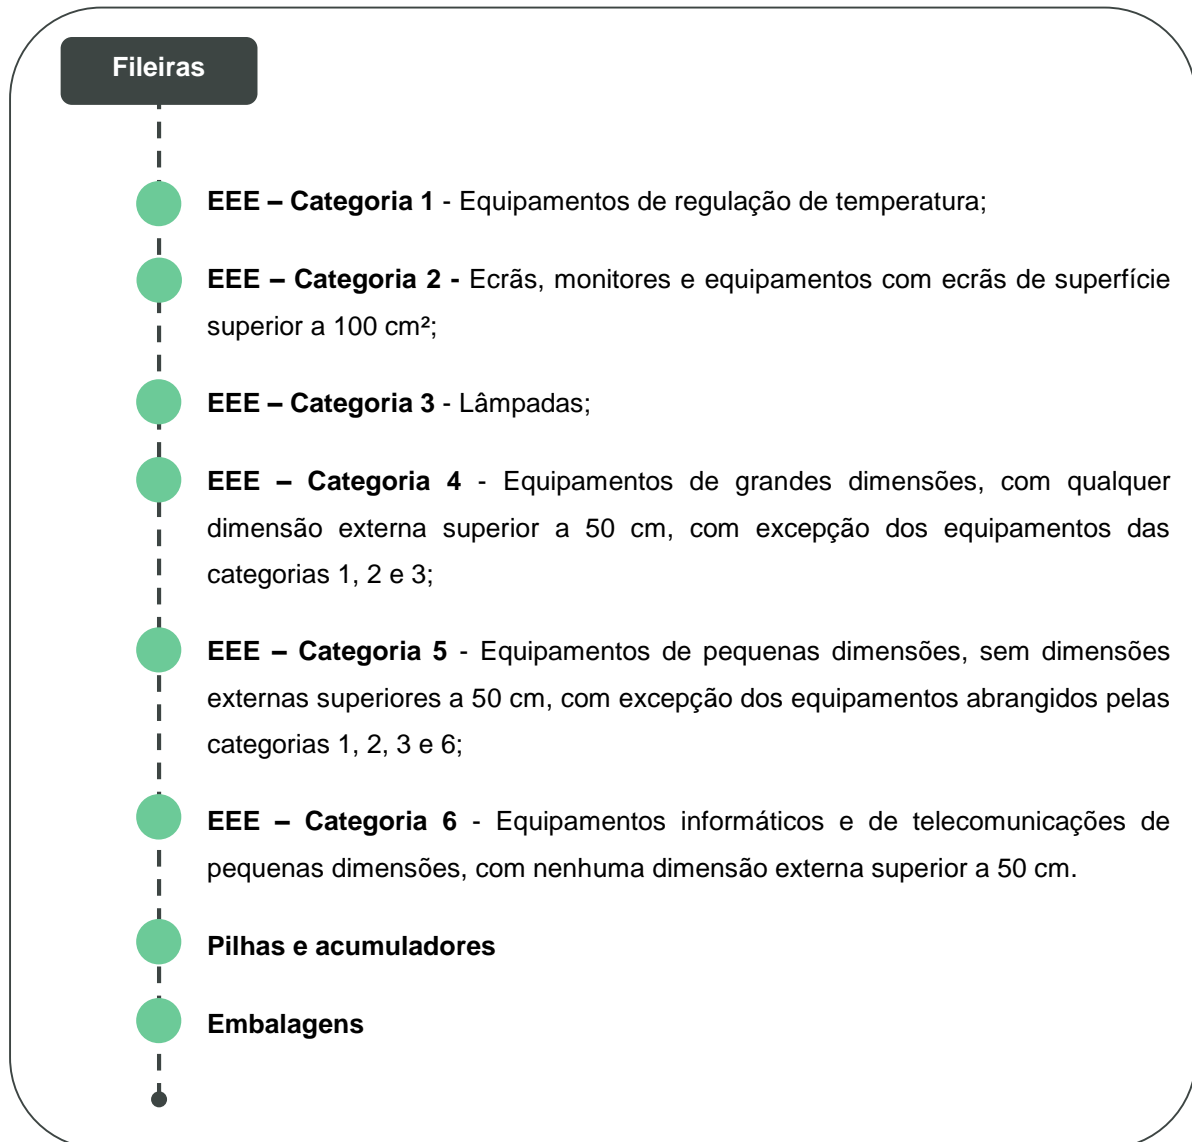 Fileiras
EEE – Categoria 1 - Equipamentos de regulação de temperatura;
EEE – Categoria 2 - Ecrãs, monitores e equipamentos com ecrãs de superfície
superior a 100 cm²;
EEE – Categoria 3 - Lâmpadas;
EEE – Categoria 4 - Equipamentos de grandes dimensões, com qualquer
dimensão externa superior a 50 cm, com excepção dos equipamentos das
categorias 1, 2 e 3;
EEE – Categoria 5 - Equipamentos de pequenas dimensões, sem dimensões
externas superiores a 50 cm, com excepção dos equipamentos abrangidos pelas
categorias 1, 2, 3 e 6;
EEE – Categoria 6 - Equipamentos informáticos e de telecomunicações de
pequenas dimensões, com nenhuma dimensão externa superior a 50 cm.
Pilhas e acumuladores
Embalagens